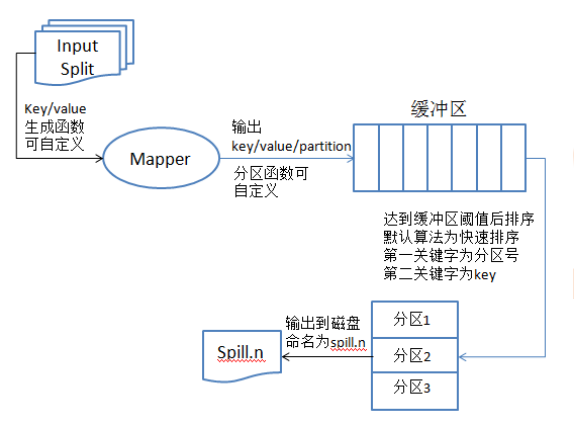 Input
Split
Key/value
生成函数
可自定义
Mapper
输出
key/value/partition
分区函数可
自定义
缓冲区
达到缓冲区阈值后排序
默认算法为快速排序
第一关键字为分区号
第二关键字为key
分区1
分区2
分区3
输出到磁盘
命名为spill.n
Spill.n